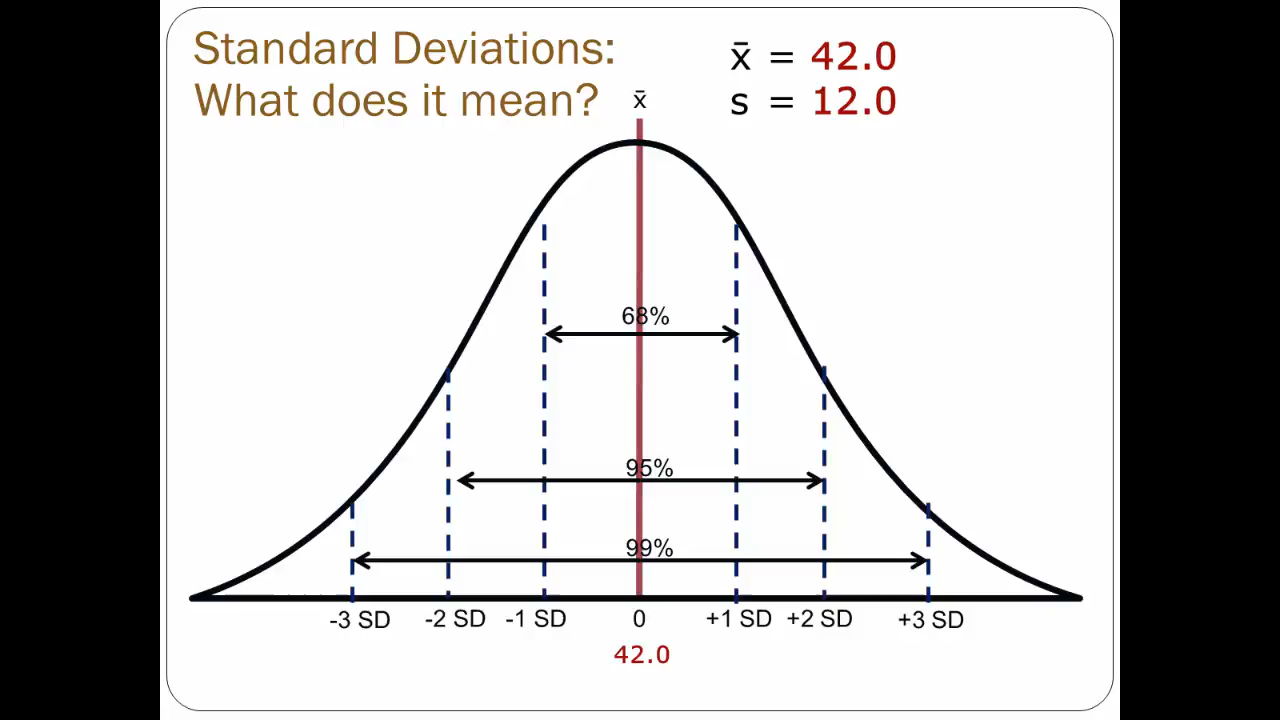 Standard Deviations:
What does it mean?
x̄ = 42.0
s = 12.0
x̄
68%
95%
99%
-3 SD -2 SD -1 SD 0 +1 SD +2 SD +3 SD
42.0